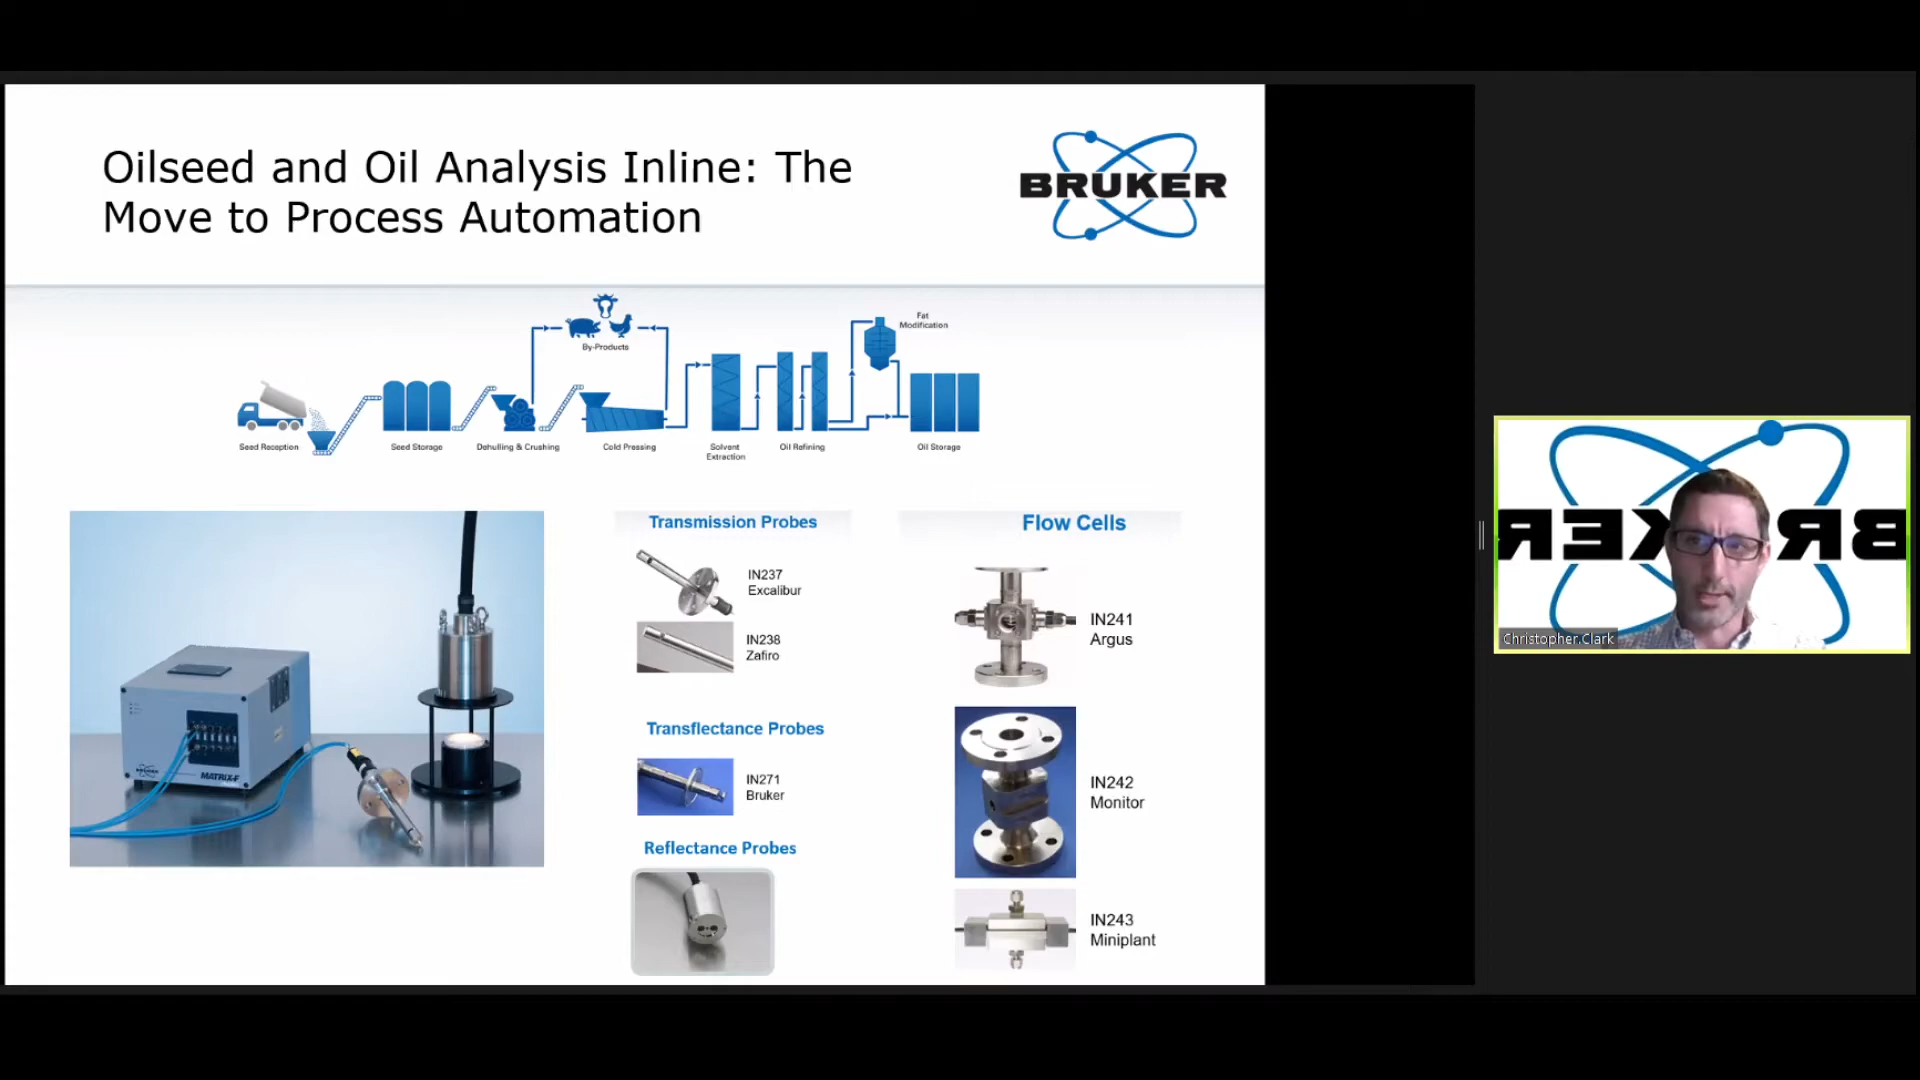 Oilseed and Oil Analysis Inline: The
Move to Process Automation
BRUKER
Fat
Modification
By-Products
Seed Reception
Seed Storage
Dehulling & Crushing
Cold Pressing
Solvent
Extraction
Oil Refining
Oil Storage
Transmission Probes
IN237
Excalibur
IN238
Zafiro
Transflectance Probes
IN271
Bruker
Reflectance Probes
Flow Cells
IN241
Argus
IN242
Monitor
IN243
Miniplant
BRUKER
MATRIX-F
BRUKER
Christopher.Clark